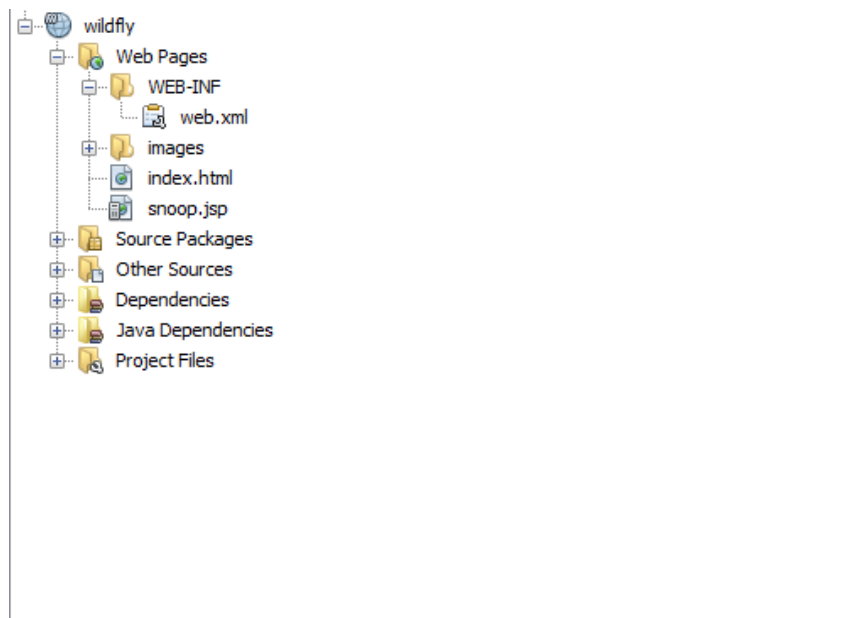 wildfly
Web Pages
WEB-INF
web.xml
images
index.html
snoop.jsp
Source Packages
Other Sources
Dependencies
Java Dependencies
Project Files